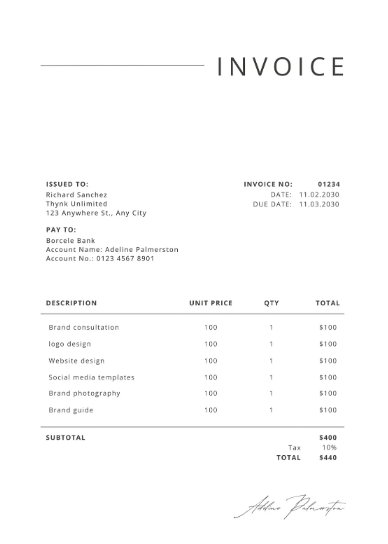 INVOICE
ISSUED TO:
Richard Sanchez
Thynk Unlimited
123 Anywhere St., Any City
INVOICE NO: 01234
DATE: 11.02.2030
DUE DATE: 11.03.2030
PAY TO:
Borcele Bank
Account Name: Adeline Palmerston
Account No.: 0123 4567 8901
DESCRIPTION UNIT PRICE QTY TOTAL
Brand consultation 100 1 $100
logo design 100 1 $100
Website design 100 1 $100
Social media templates 100 1 $100
Brand photography 100 1 $100
Brand guide 100 1 $100
SUBTOTAL $400
Tax 10%
TOTAL $440
Adeline Palmerston